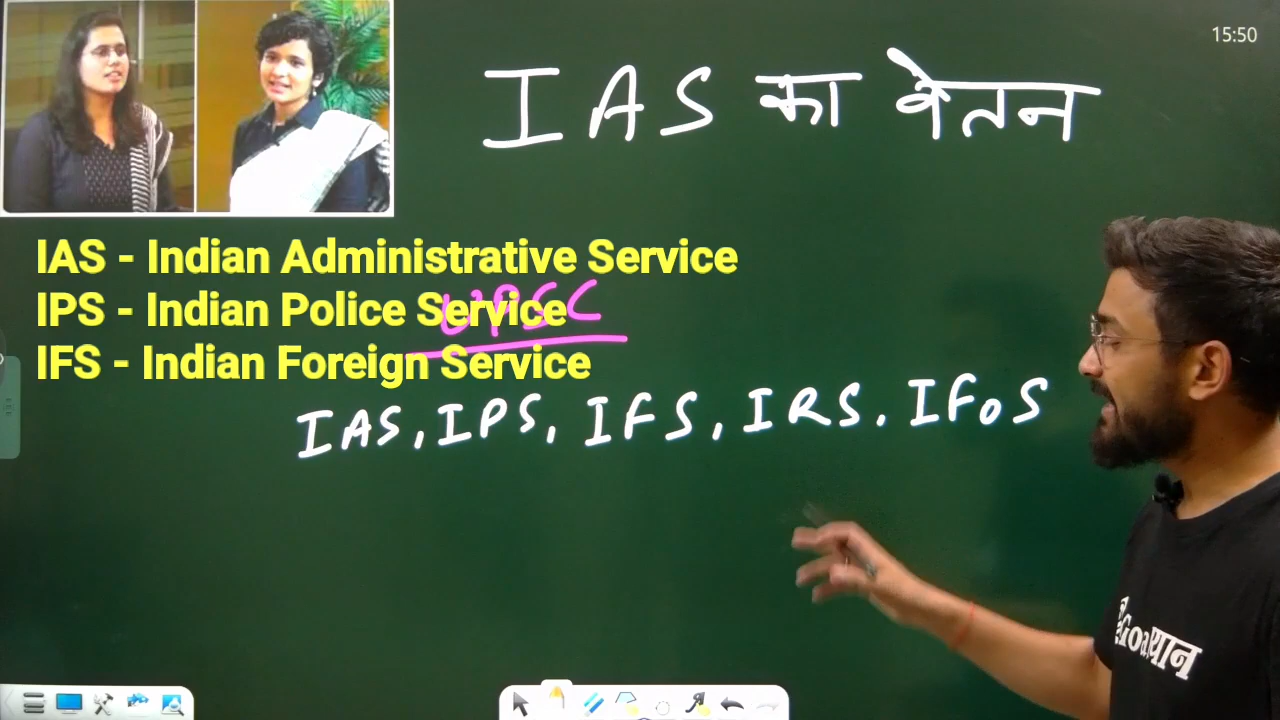 15:50
IAS का वेतन
IAS - Indian Administrative Service
IPS - Indian Police Service
UPSC
IFS - Indian Foreign Service
IAS, IPS, IFS, IRS. IFoS